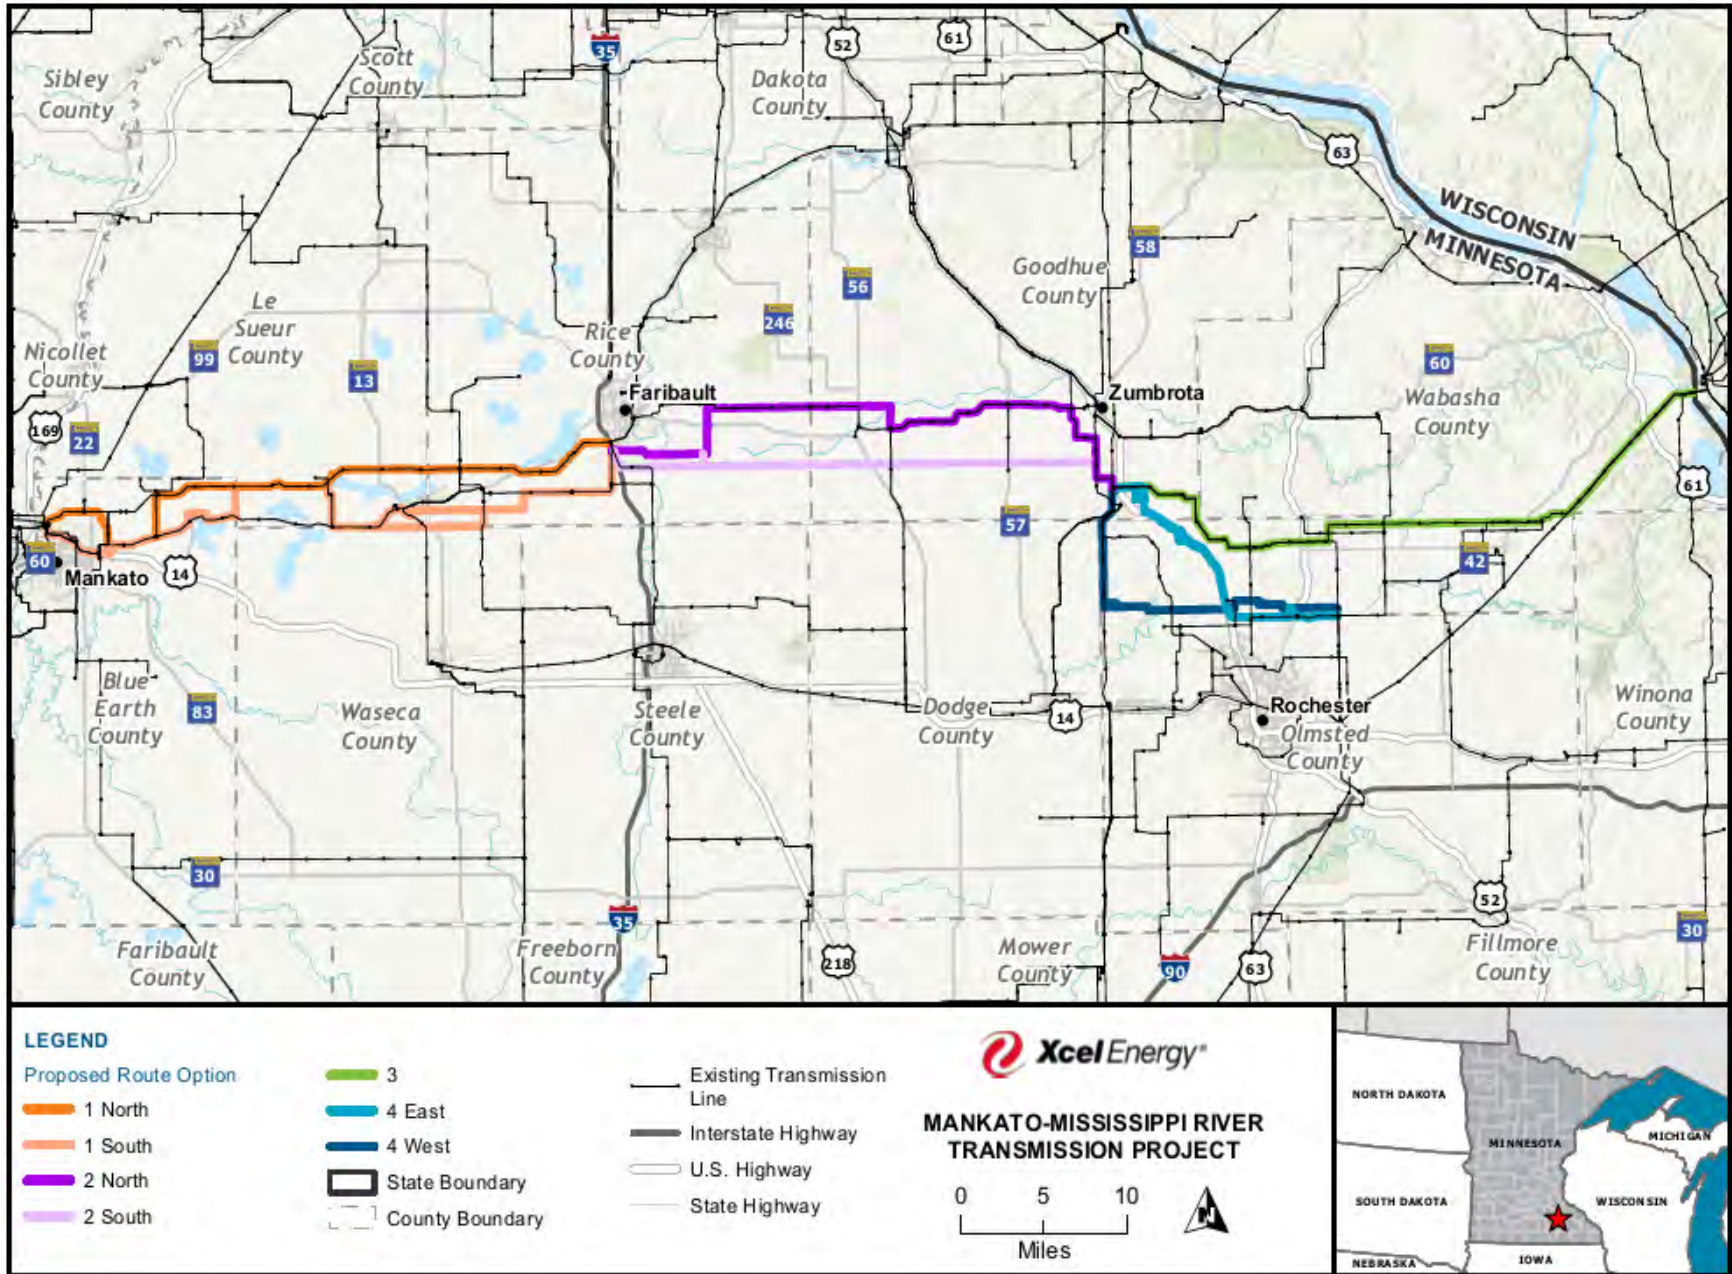 35
52
61
Scott
County
Sibley
County
Dakota
County
63
WISCONSIN
MINNESOTA
58
Goodhue
County
56
Le
Sueur
County
246
Rice
County
Nicollet
County
99
13
60
Wabasha
County
Faribault
Zumbrota
169
22
61
57
42
60
Mankato
14
Blue
Earth
County
83
Waseca
County
Steele
County
Dodge
County
14
Rochester
Olmsted
County
Winona
County
30
52
35
30
Faribault
County
Freeborn
County
218
Mower
County
90
63
Fillmore
County
LEGEND
Proposed Route Option
1 North
1 South
2 North
2 South
3
4 East
4 West
State Boundary
County Boundary
Existing Transmission
Line
Interstate Highway
U.S. Highway
State Highway
Xcel Energy®
MANKATO-MISSISSIPPI RIVER
TRANSMISSION PROJECT
0 5 10
Miles
N
NORTH DAKOTA
MINNESOTA
MICHIGAN
SOUTH DAKOTA
WISCONSIN
NEBRASKA
IOWA